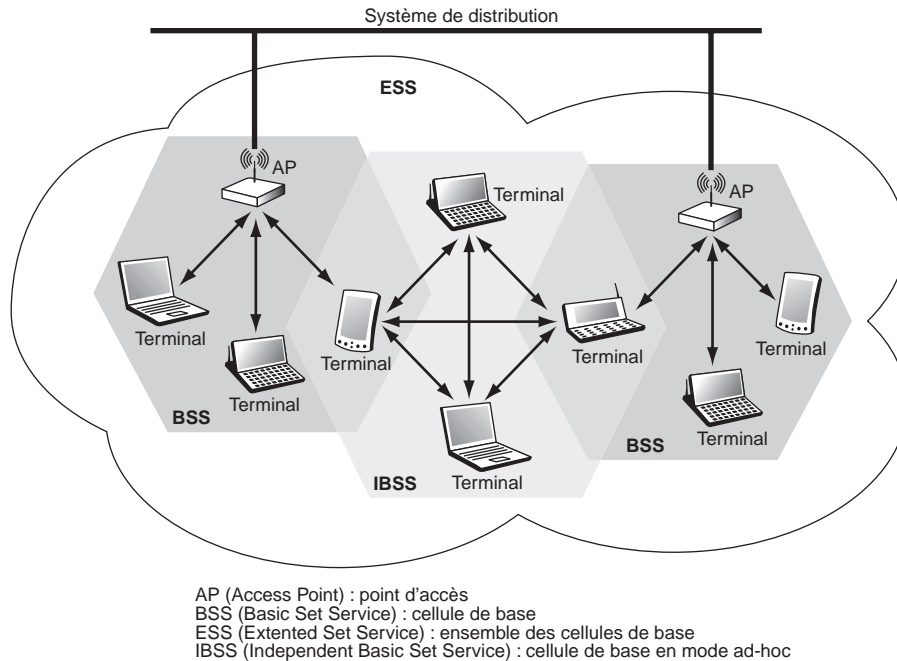 Système de distribution
ESS
AP
AP
Terminal
Terminal
Terminal
Terminal
Terminal
Terminal
Terminal
Terminal
BSS
BSS
IBSS
Terminal
AP (Access Point) : point d'accès
BSS (Basic Set Service) : cellule de base
ESS (Extented Set Service) : ensemble des cellules de base
IBSS (Independent Basic Set Service) : cellule de base en mode ad-hoc